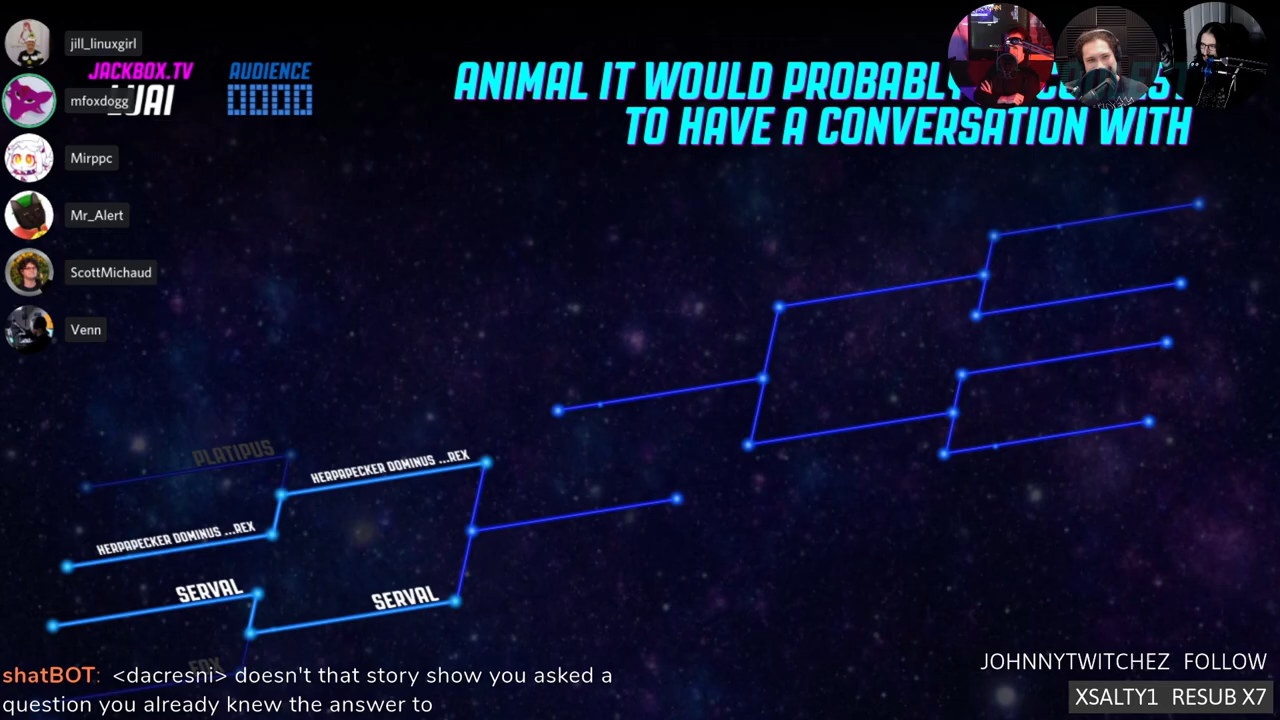 jill_linuxgirl
JACKBOX.TV
AUDIENCE
0000
mfoxdogg
ANIMAL IT WOULD PROBABLY
TO HAVE A CONVERSATION WITH
Mirppc
Mr_Alert
ScottMichaud
Venn
PLATIPUS
HERPAPECKER DOMINUS ...REX
HERPAPECKER DOMINUS ...REX
SERVAL
SERVAL
FOX
shatBOT: <dacresni> doesn't that story show you asked a
question you already knew the answer to
JOHNNYTWITCHEZ FOLLOW
XSALTY1 RESUB X7